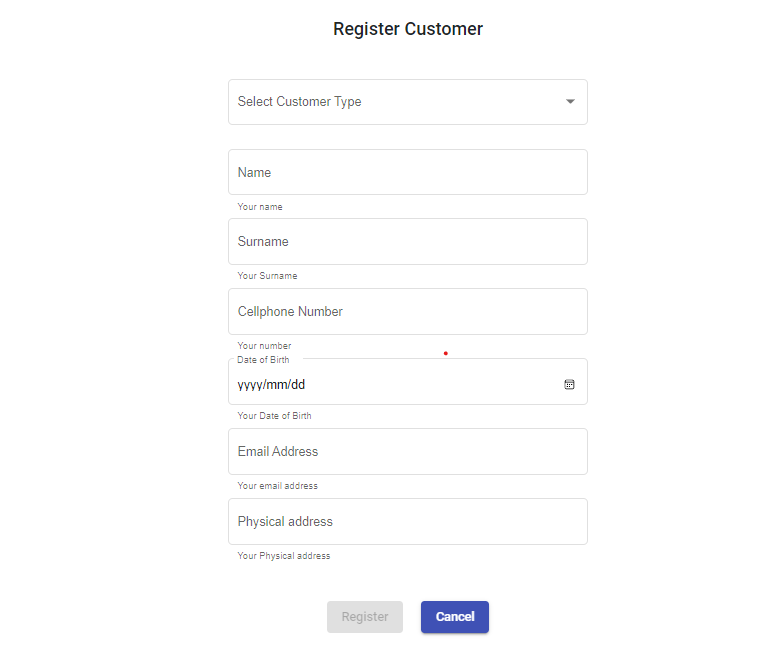 Register Customer
Select Customer Type
Name
Your name
Surname
Your Surname
Cellphone Number
Your number
Date of Birth
yyyy/mm/dd
Your Date of Birth
Email Address
Your email address
Physical address
Your Physical address
Register Cancel